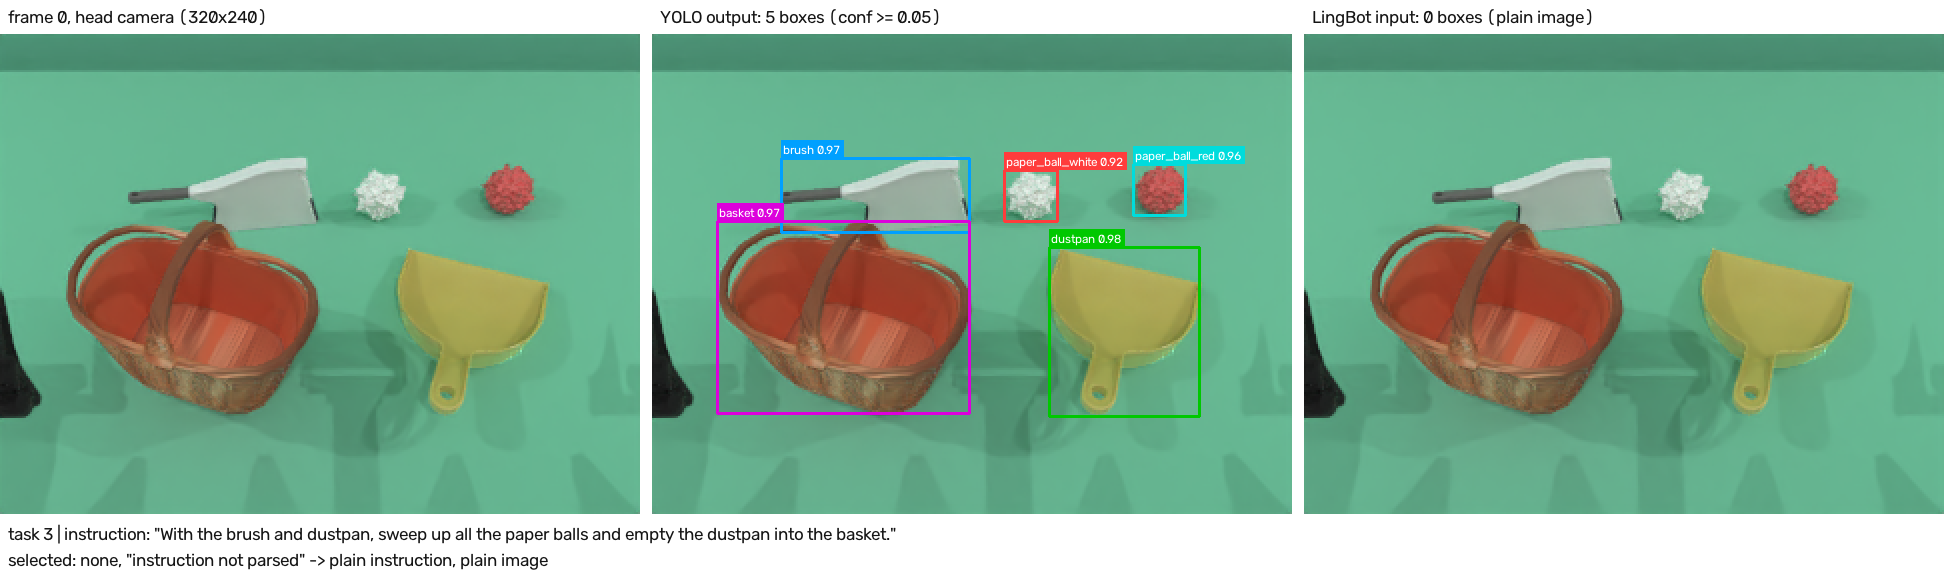 frame 0, head camera (320x240)
YOLO output: 5 boxes (conf >= 0.05)
LingBot input: 0 boxes (plain image)
brush 0.97
paper_ball_white 0.92
paper_ball_red 0.96
basket 0.97
dustpan 0.98
task 3 | instruction: "With the brush and dustpan, sweep up all the paper balls and empty the dustpan into the basket."
selected: none, "instruction not parsed" -> plain instruction, plain image